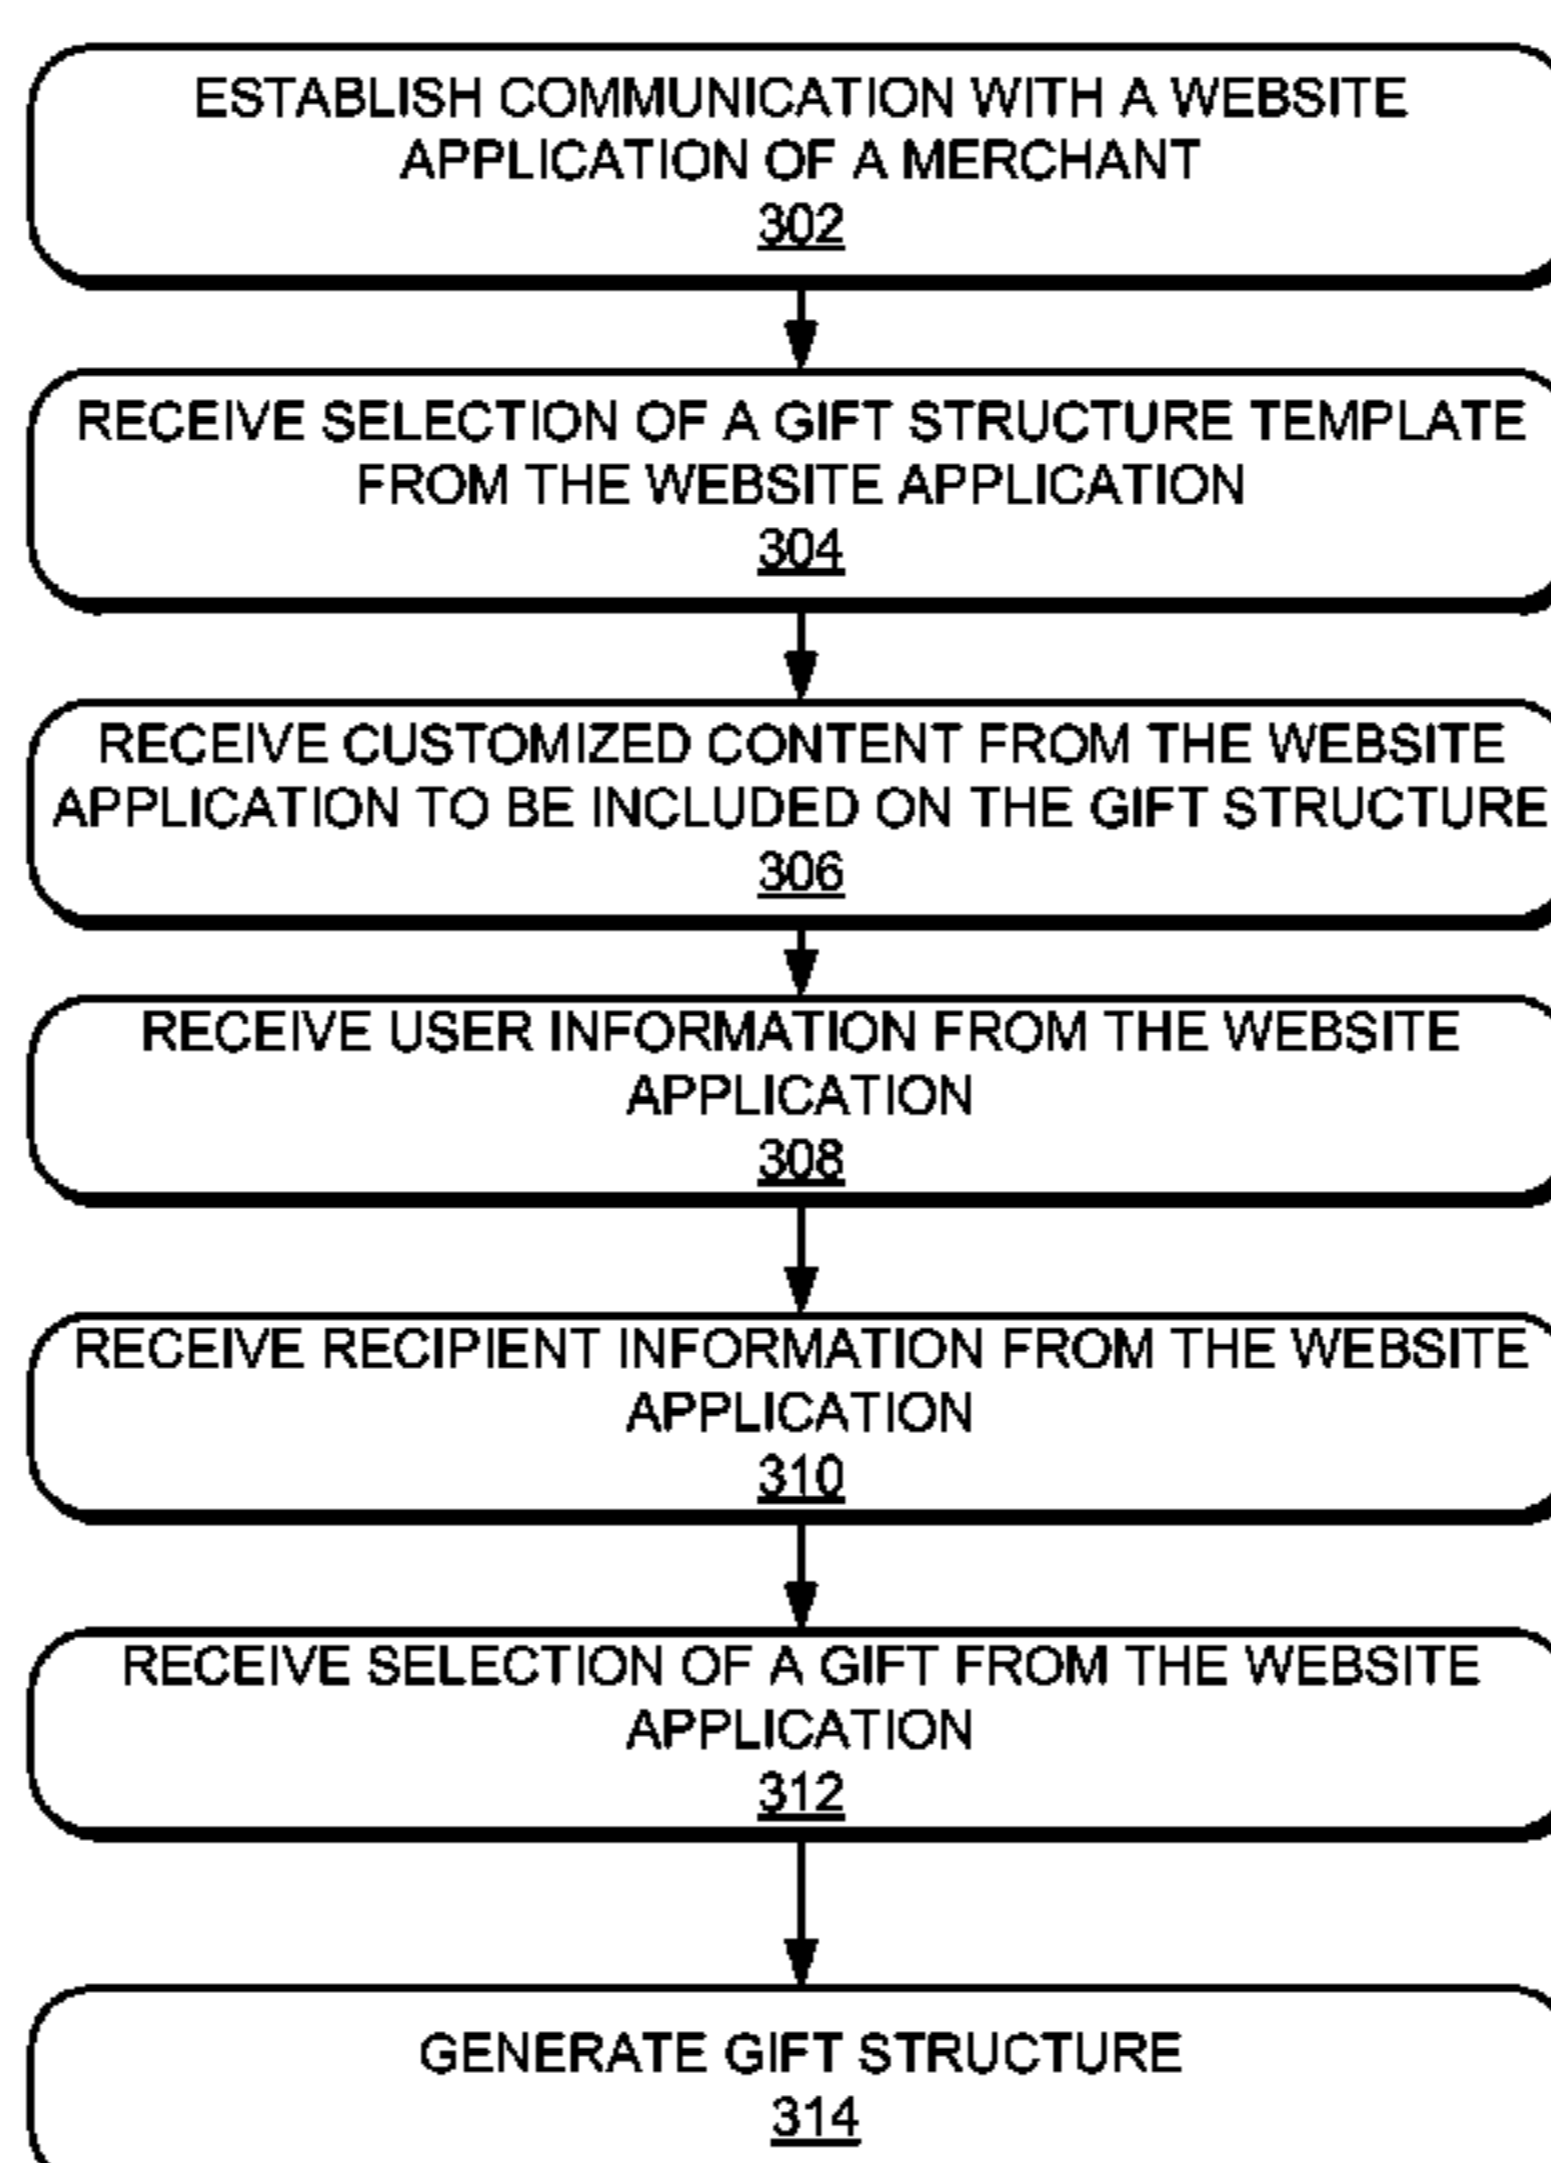 ESTABLISH COMMUNICATION WITH A WEBSITE
APPLICATION OF A MERCHANT
302
RECEIVE SELECTION OF A GIFT STRUCTURE TEMPLATE
FROM THE WEBSITE APPLICATION
304
RECEIVE CUSTOMIZED CONTENT FROM THE WEBSITE
APPLICATION TO BE INCLUDED ON THE GIFT STRUCTURE
306
RECEIVE USER INFORMATION FROM THE WEBSITE
APPLICATION
308
RECEIVE RECIPIENT INFORMATION FROM THE WEBSITE
APPLICATION
310
RECEIVE SELECTION OF A GIFT FROM THE WEBSITE
APPLICATION
312
GENERATE GIFT STRUCTURE
314